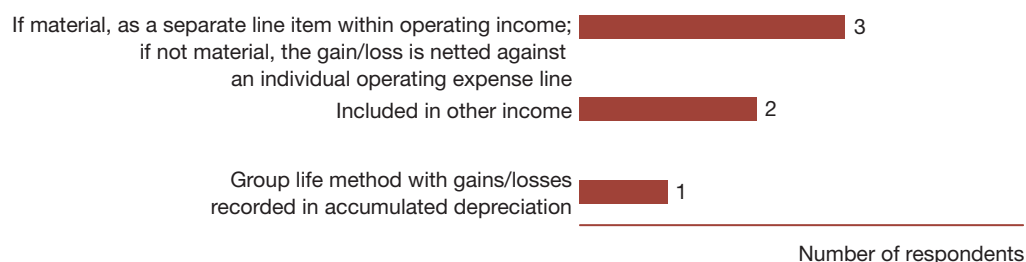 If material, as a separate line item within operating income;
if not material, the gain/loss is netted against
an individual operating expense line
3
Included in other income
2
Group life method with gains/losses
recorded in accumulated depreciation
1
Number of respondents